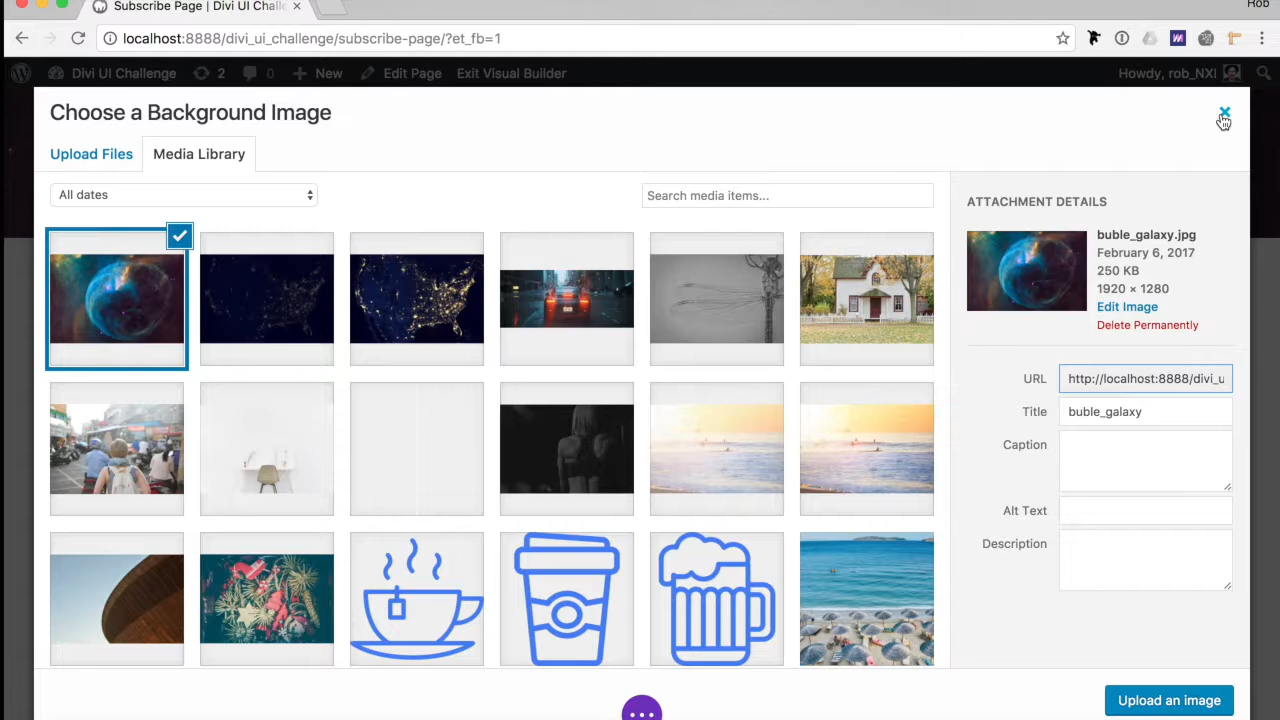 Rob
Subscribe Page | Divi UI Chall
localhost:8888/divi_ui_challenge/subscribe-page/?et_fb=1
Divi UI Challenge 2 0 New Edit Page Exit Visual Builder Howdy, rob_NXI
Choose a Background Image
Upload Files Media Library
All dates
Search media items...
ATTACHMENT DETAILS
buble_galaxy.jpg
February 6, 2017
250 KB
1920 × 1280
Edit Image
Delete Permanently
URL http://localhost:8888/divi_u
Title buble_galaxy
Caption
Alt Text
Description
Upload an image